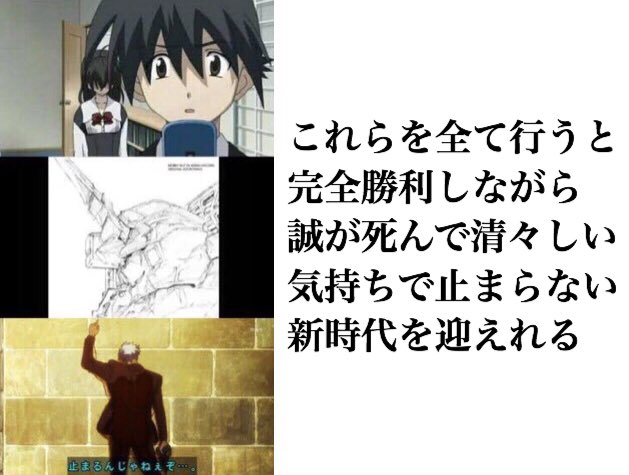 これらを全て行うと
完全勝利しながら
誠が死んで清々しい
気持ちで止まらない
新時代を迎えれる
止まるんじゃねぇぞ…。